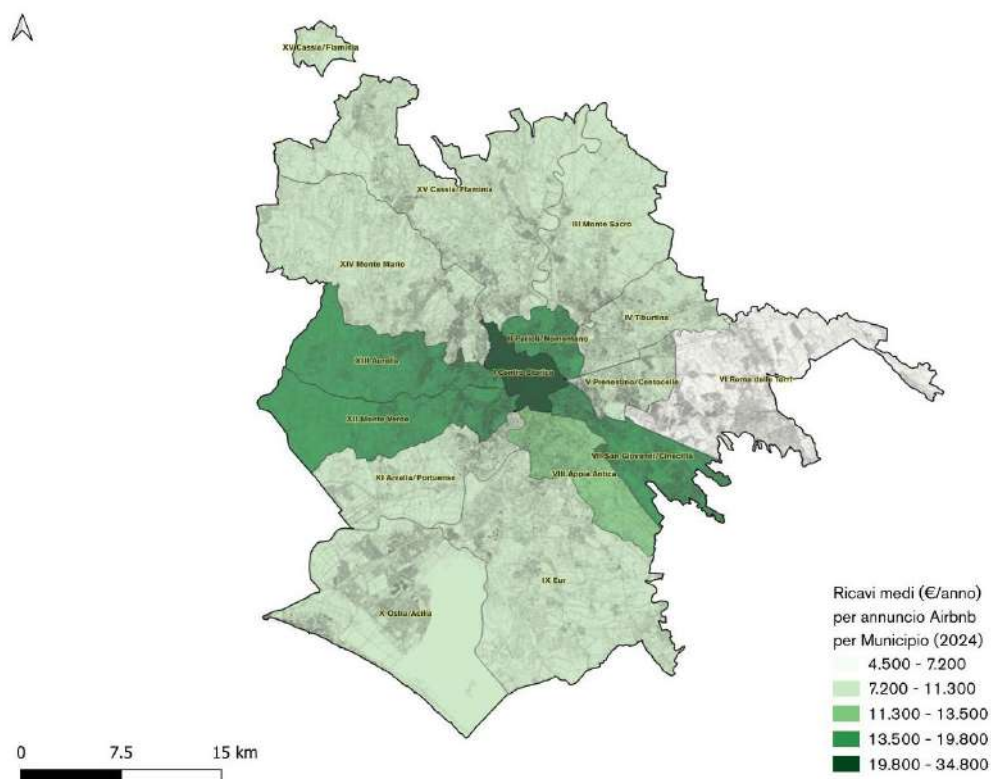 XV Cassia/Flaminia
XV Cassia/Flaminia
III Monte Sacro
XIV Monte Mario
IV Tiburtina
II Parioli/Nomentano
XIII Aurelia
I Centro Storico
VI Roma delle Torri
V Prenestino/Centocelle
XII Monte Verde
VII San Giovanni/Cinecittà
XI Arvalia/Portuense
VIII Appia Antica
IX Eur
X Ostia/Acilia
Ricavi medi (€/anno)
per annuncio Airbnb
per Municipio (2024)
4.500 - 7.200
7.200 - 11.300
11.300 - 13.500
13.500 - 19.800
19.800 - 34.800
0 7.5 15 km